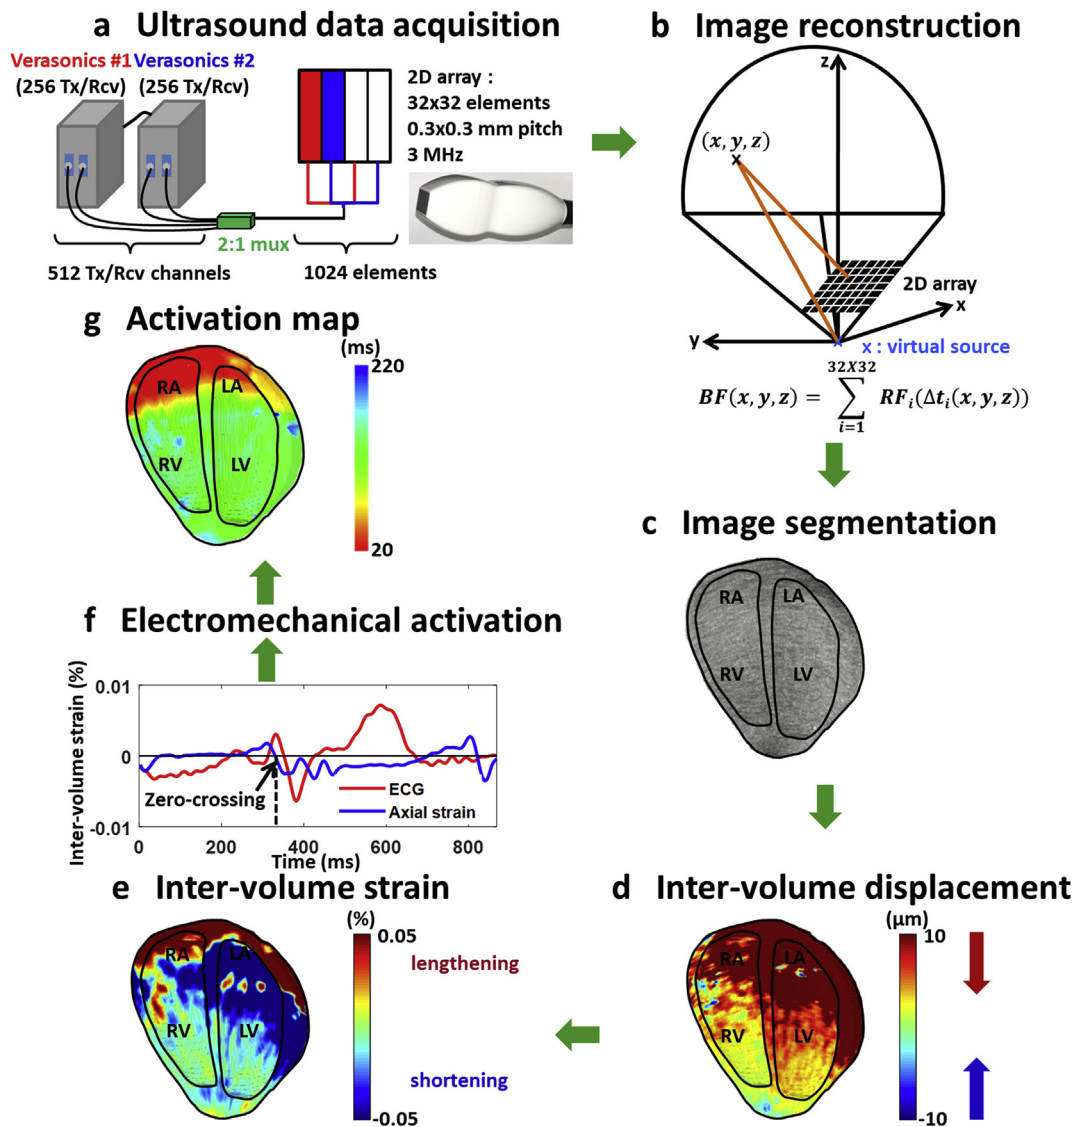 a Ultrasound data acquisition
Verasonics #1 Verasonics #2
(256 Tx/Rcv) (256 Tx/Rcv)
2D array :
32x32 elements
0.3x0.3 mm pitch
3 MHz
2:1 mux
512 Tx/Rcv channels
1024 elements
b Image reconstruction
z
(x, y, z)
x
2D array
x
y
x : virtual source
BF(x, y, z) = ∑ 32X32 i=1 RFᵢ(Δtᵢ(x, y, z))
c Image segmentation
RA LA
RV LV
d Inter-volume displacement
(µm)
10
RA LA
RV LV
-10
e Inter-volume strain
(%)
0.05
RA LA
lengthening
RV LV
shortening
-0.05
f Electromechanical activation
Inter-volume strain (%)
0.01
0
-0.01
Zero-crossing
ECG
Axial strain
0 200 400 600 800
Time (ms)
g Activation map
(ms)
220
RA LA
RV LV
20